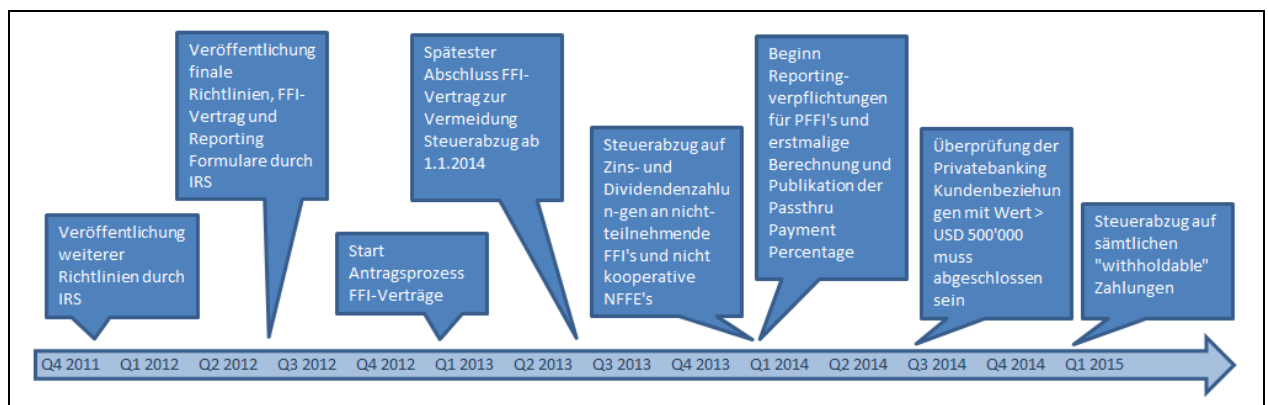 Veröffentlichung
weiterer
Richtlinien durch
IRS
Veröffentlichung
finale
Richtlinien, FFI-
Vertrag und
Reporting
Formulare durch
IRS
Start
Antragsprozess
FFI-Verträge
Spätester
Abschluss FFI-
Vertrag zur
Vermeidung
Steuerabzug ab
1.1.2014
Steuerabzug auf
Zins- und
Dividendenzahlu
n-gen an nicht-
teilnehmende
FFI's und nicht
kooperative
NFFE's
Beginn
Reporting-
verpflichtungen
für PFFI's und
erstmalige
Berechnung und
Publikation der
Passthru
Payment
Percentage
Überprüfung der
Privatebanking
Kundenbeziehun
gen mit Wert >
USD 500'000
muss
abgeschlossen
sein
Steuerabzug auf
sämtlichen
"withholdable"
Zahlungen
Q4 2011 Q1 2012 Q2 2012 Q3 2012 Q4 2012 Q1 2013 Q2 2013 Q3 2013 Q4 2013 Q1 2014 Q2 2014 Q3 2014 Q4 2014 Q1 2015